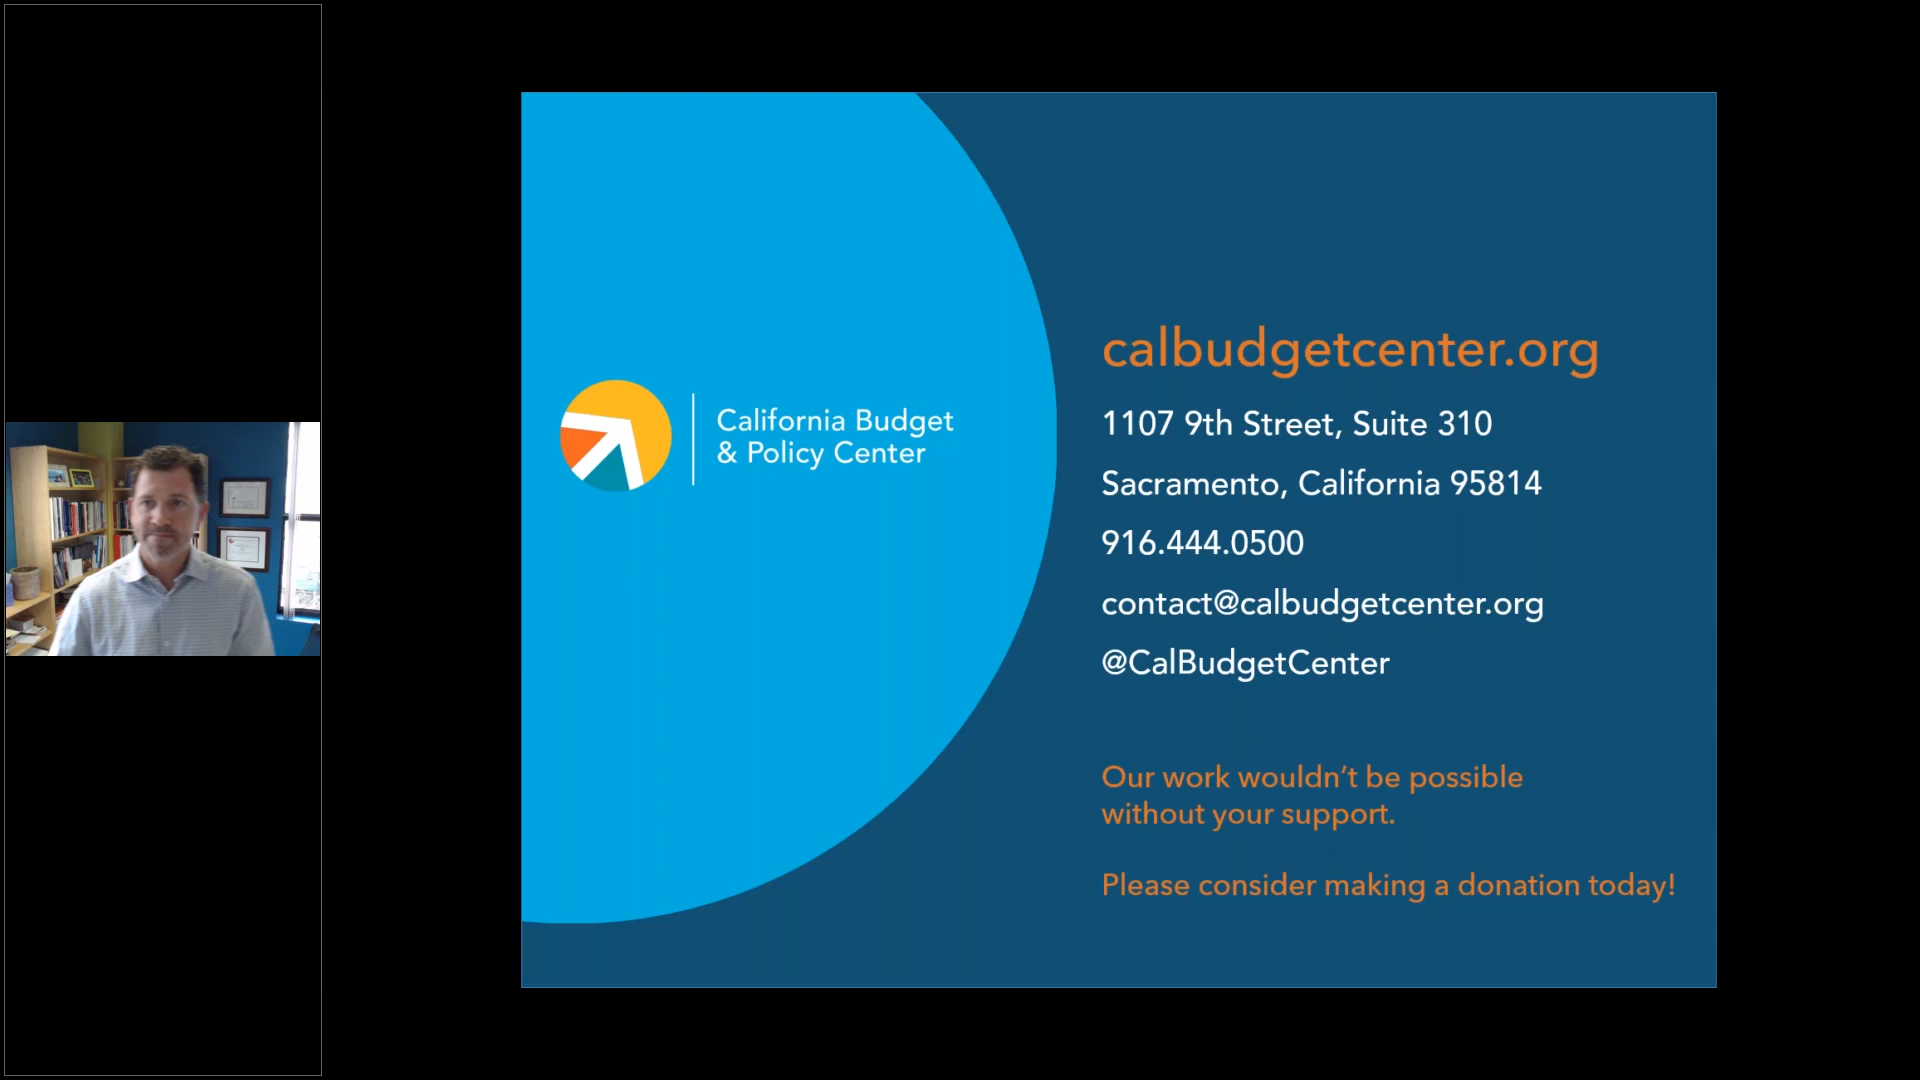 California Budget
& Policy Center
calbudgetcenter.org
1107 9th Street, Suite 310
Sacramento, California 95814
916.444.0500
contact@calbudgetcenter.org
@CalBudgetCenter
Our work wouldn’t be possible
without your support.
Please consider making a donation today!